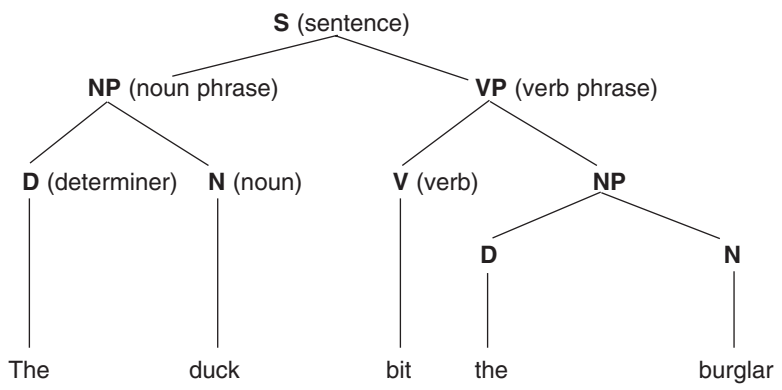 S (sentence)
NP (noun phrase) VP (verb phrase)
D (determiner) N (noun) V (verb) NP
D N
The duck bit the burglar